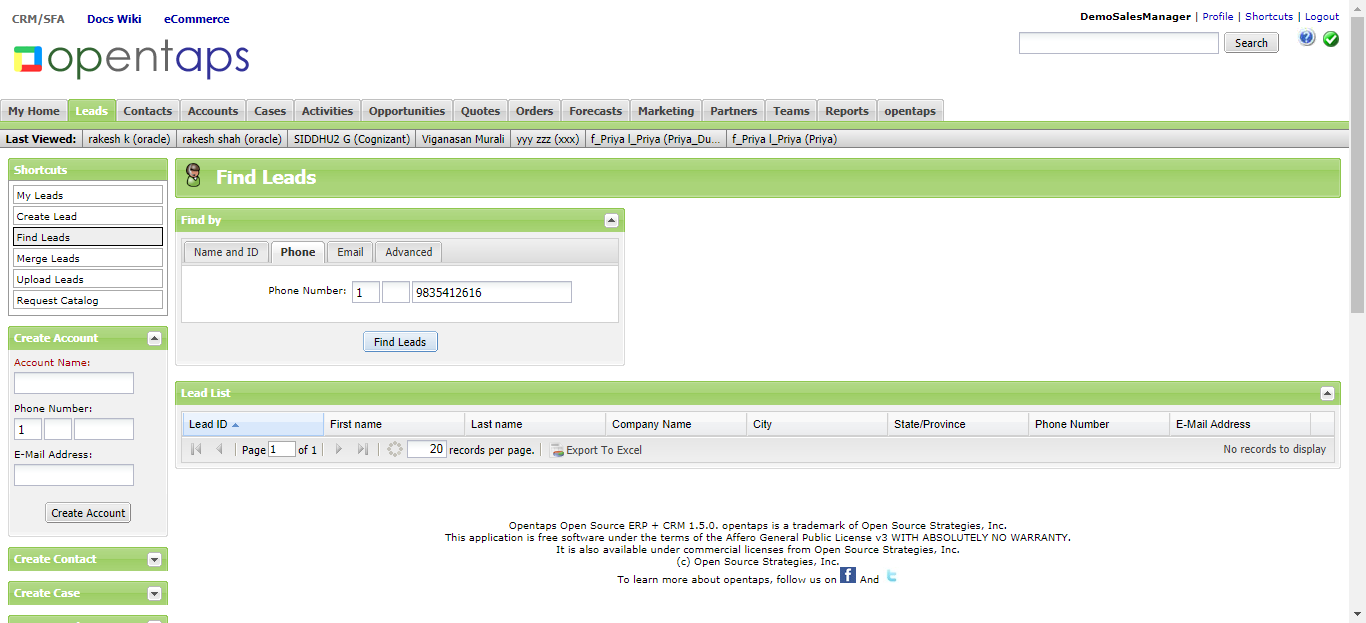 CRM/SFA Docs Wiki eCommerce
DemoSalesManager | Profile | Shortcuts | Logout
opentaps
Search
?
My Home Leads Contacts Accounts Cases Activities Opportunities Quotes Orders Forecasts Marketing Partners Teams Reports opentaps
Last Viewed: rakesh k (oracle) rakesh shah (oracle) SIDDHU2 G (Cognizant) Viganasan Murali yyy zzz (xxx) f_Priya l_Priya (Priya_Du... f_Priya l_Priya (Priya)
Shortcuts
My Leads
Create Lead
Find Leads
Merge Leads
Upload Leads
Request Catalog
Create Account
Account Name:
Phone Number:
1
E-Mail Address:
Create Account
Create Contact
Create Case
Find Leads
Find by
Name and ID Phone Email Advanced
Phone Number: 1 9835412616
Find Leads
Lead List
Lead ID First name Last name Company Name City State/Province Phone Number E-Mail Address
Page 1 of 1 20 records per page. Export To Excel No records to display
Opentaps Open Source ERP + CRM 1.5.0. opentaps is a trademark of Open Source Strategies, Inc.
This application is free software under the terms of the Affero General Public License v3 WITH ABSOLUTELY NO WARRANTY.
It is also available under commercial licenses from Open Source Strategies, Inc.
(c) Open Source Strategies, Inc.
To learn more about opentaps, follow us on f And t